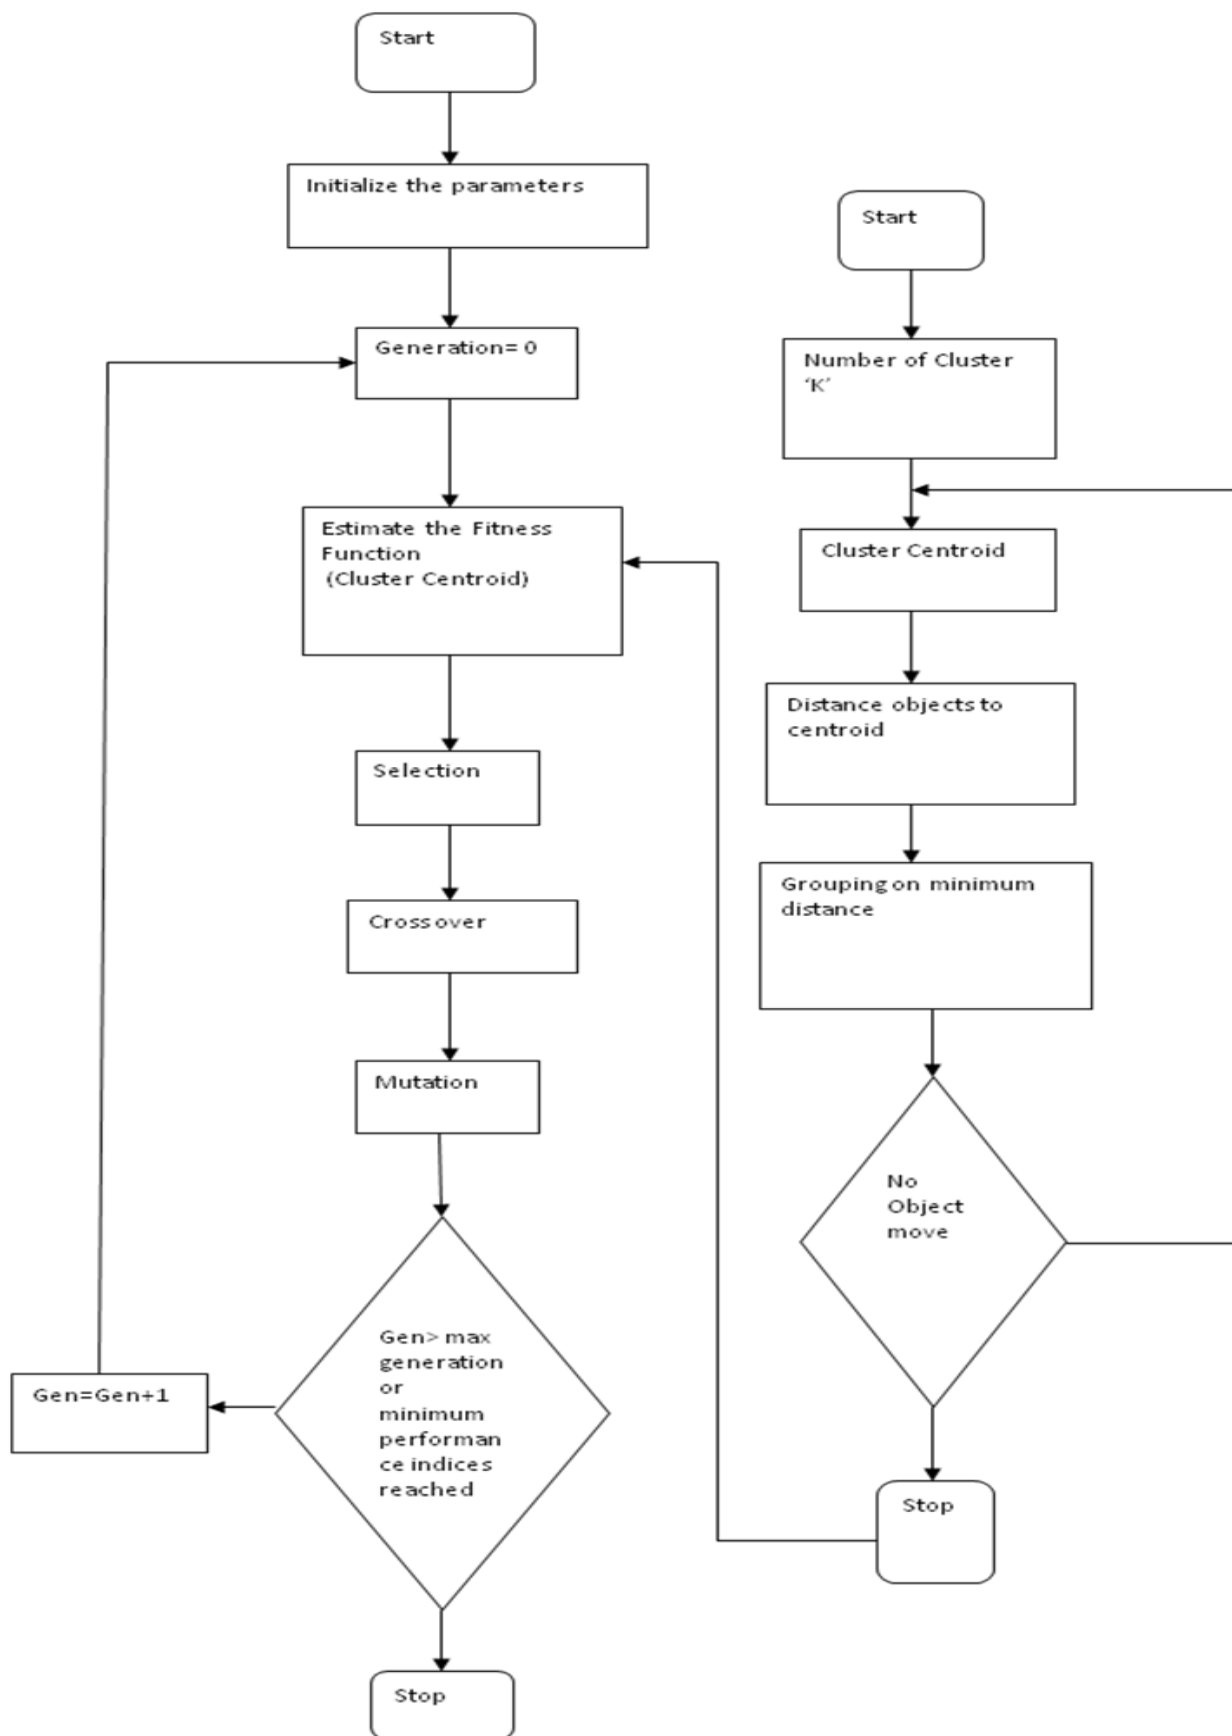 Start
Initialize the parameters
Generation= 0
Estimate the Fitness
Function
(Cluster Centroid)
Selection
Crossover
Mutation
Gen> max
generation
or
minimum
performan
ce indices
reached
Gen=Gen+1
Stop
Start
Number of Cluster
‘K’
Cluster Centroid
Distance objects to
centroid
Grouping on minimum
distance
No
Object
move
Stop